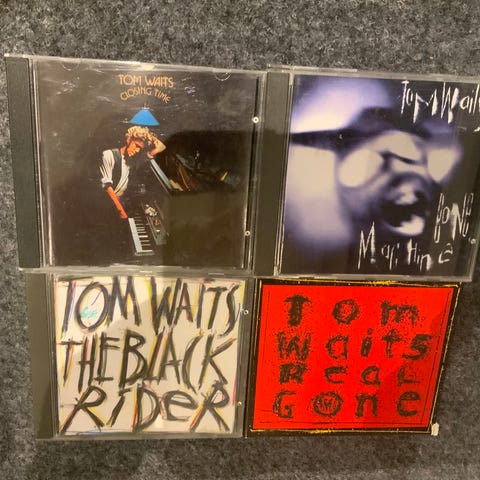 TOM WAITS
CLOSING TIME
Tom Waits
BONE
Machine
TOM WAITS
THE BLACK
RiDER
Tom
Waits
Real
Gone